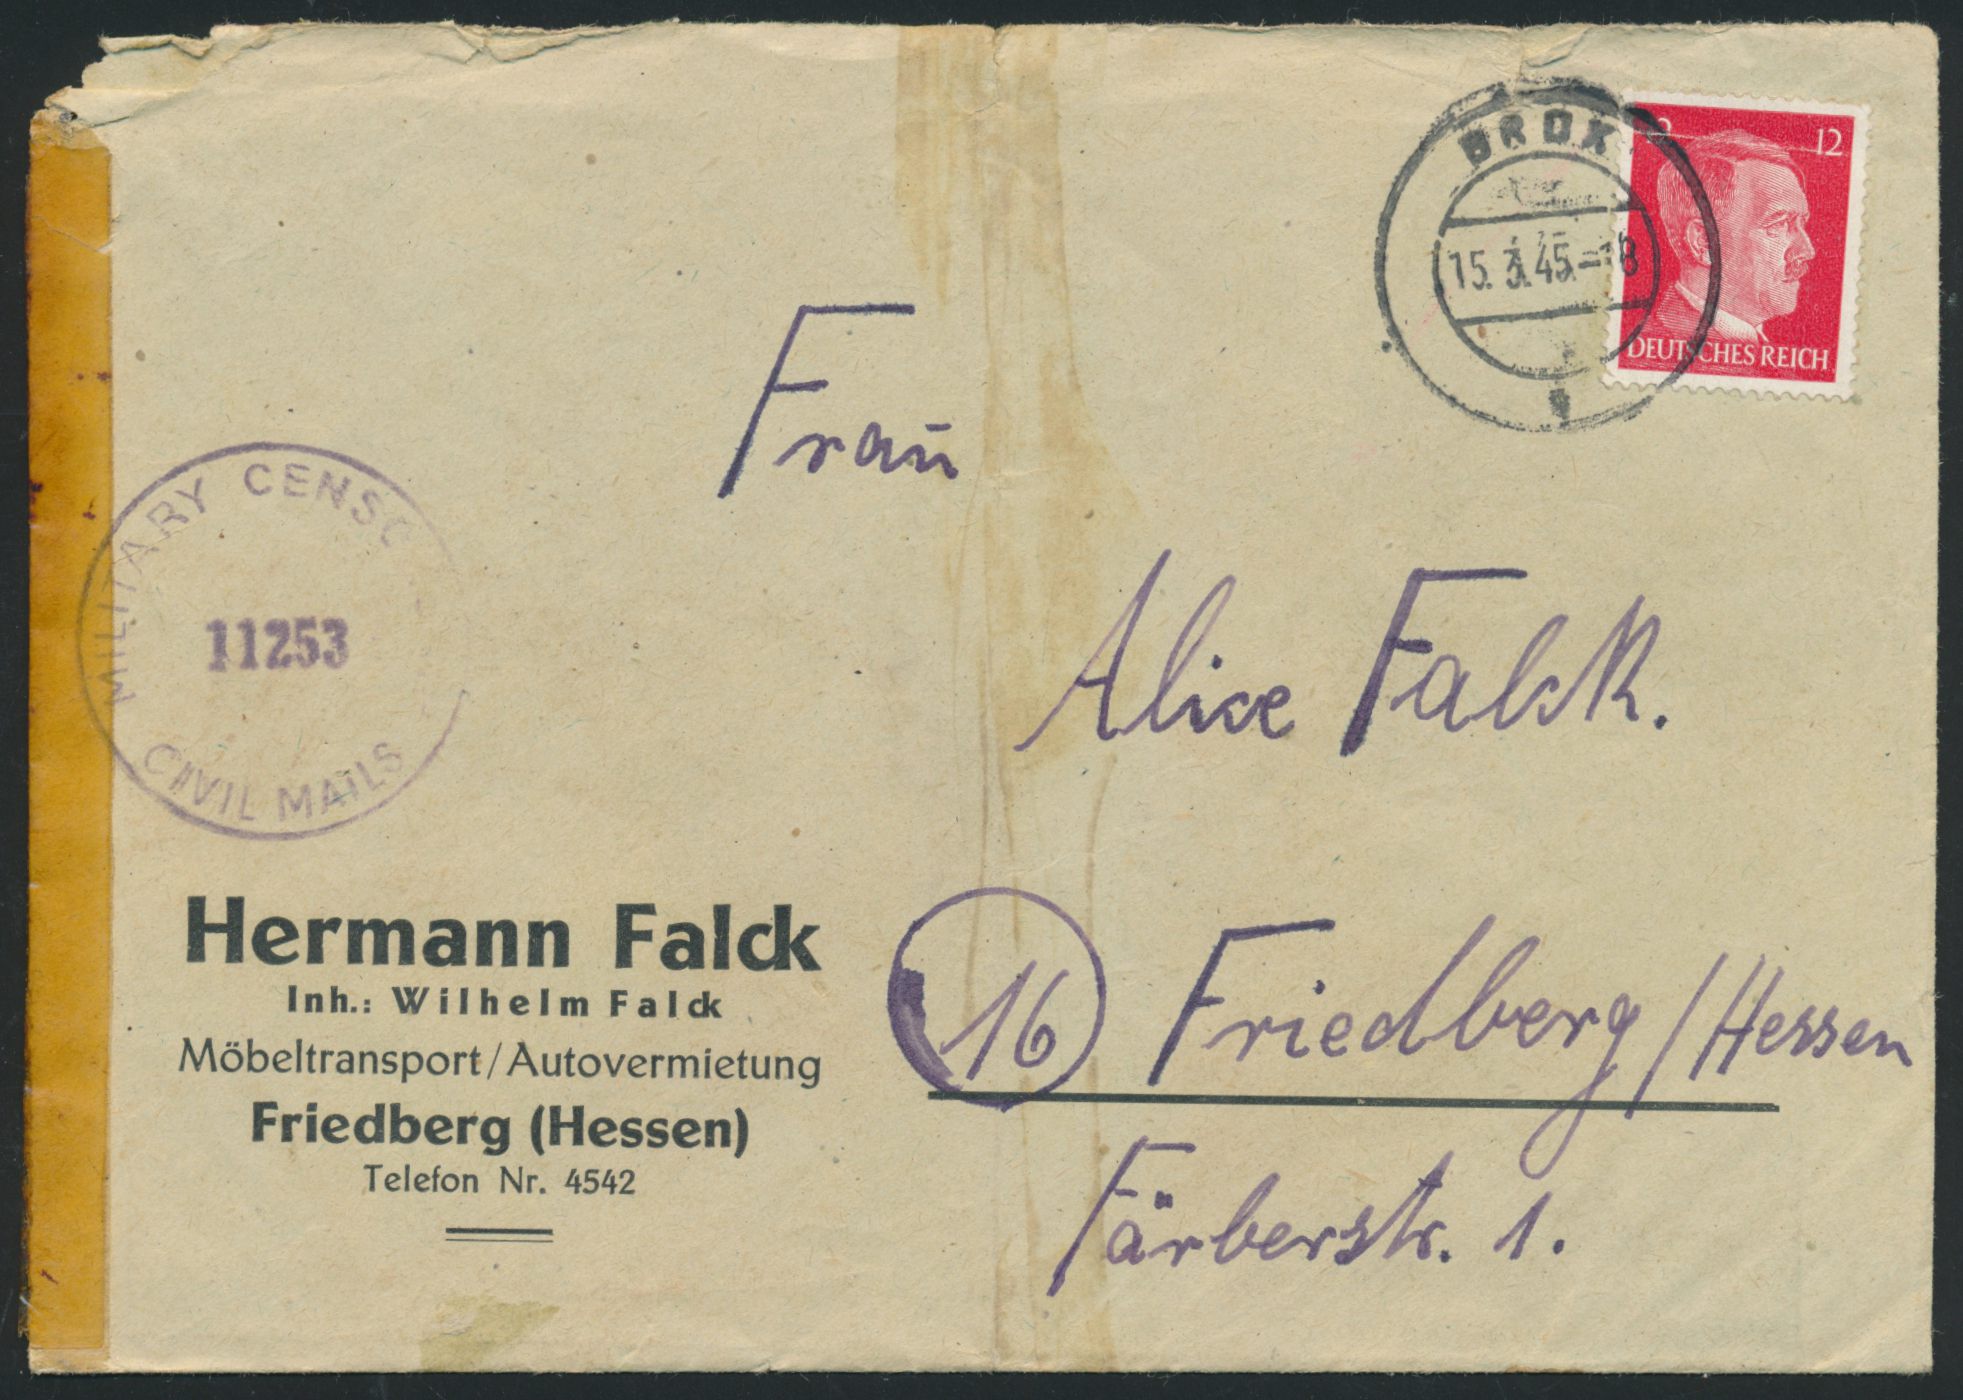 BRÜX
15.3.45.-18
12
DEUTSCHES REICH
Frau
Alice Falck.
MILITARY CENSO
11253
CIVIL MAILS
Hermann Falck
Inh.: Wilhelm Falck
Möbeltransport/Autovermietung
Friedberg (Hessen)
Telefon Nr. 4542
16 Friedberg/Hessen
Färberstr. 1.